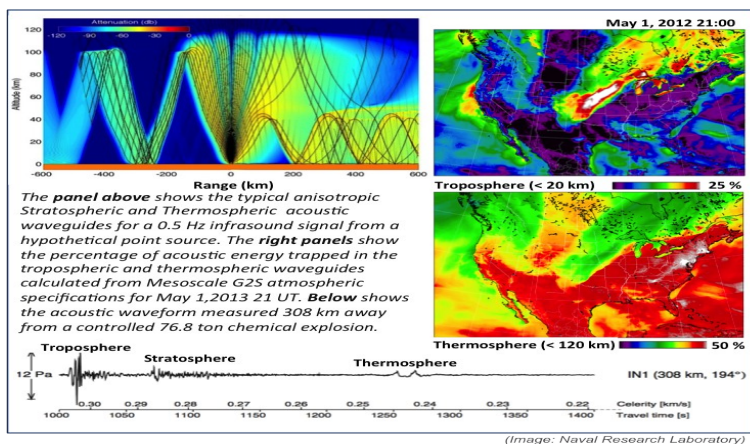 Attenuation (db)
-120 -90 -60 -30 0
120
100
80
60
40
20
0
Altitude (km)
-600 -400 -200 0 200 400 600
Range (km)
The panel above shows the typical anisotropic
Stratospheric and Thermospheric acoustic
waveguides for a 0.5 Hz infrasound signal from a
hypothetical point source. The right panels show
the percentage of acoustic energy trapped in the
tropospheric and thermospheric waveguides
calculated from Mesoscale G2S atmospheric
specifications for May 1,2013 21 UT. Below shows
the acoustic waveform measured 308 km away
from a controlled 76.8 ton chemical explosion.
May 1, 2012 21:00
Troposphere (< 20 km) 25 %
Thermosphere (< 120 km) 50 %
Troposphere
Stratosphere
Thermosphere
12 Pa
IN1 (308 km, 194°)
0.30 0.29 0.28 0.27 0.26 0.25 0.24 0.23 0.22 Celerity [km/s]
1000 1050 1100 1150 1200 1250 1300 1350 1400 Travel time [s]
(Image: Naval Research Laboratory)